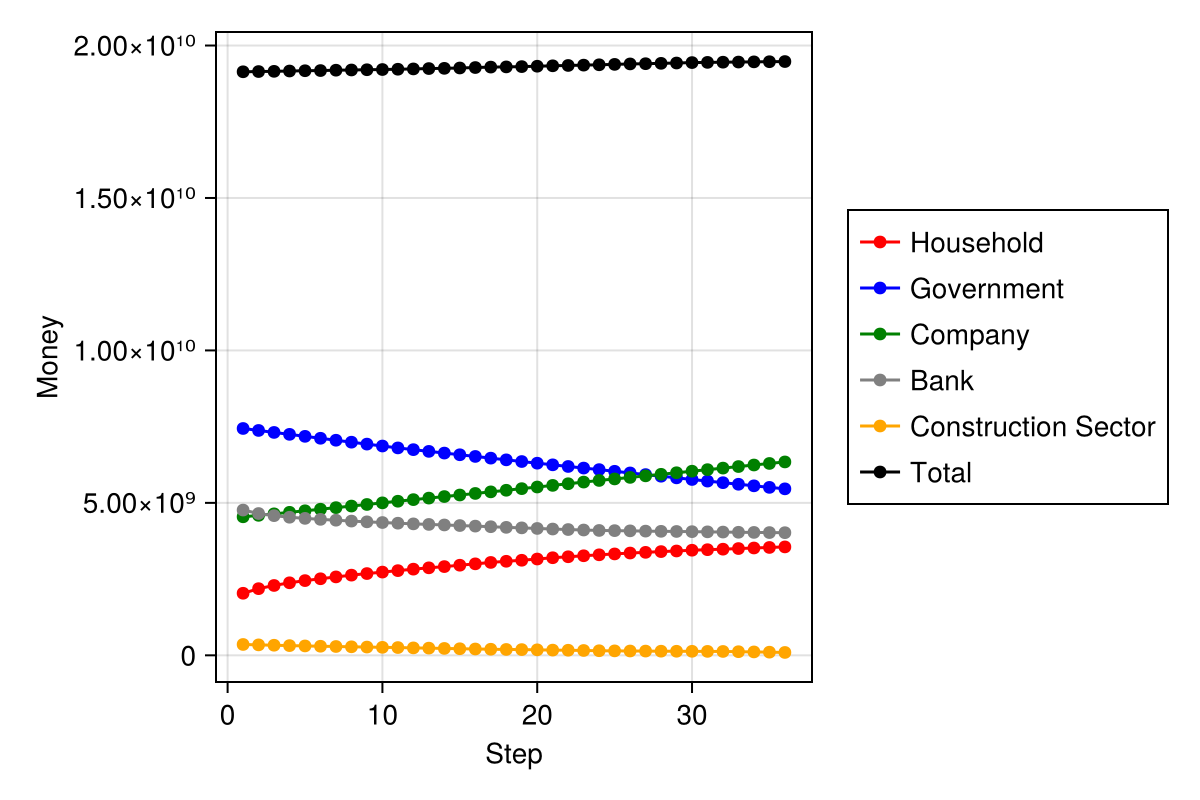 2.00×10¹⁰
1.50×10¹⁰
1.00×10¹⁰
5.00×10⁹
0
Money
0 10 20 30
Step
Household
Government
Company
Bank
Construction Sector
Total